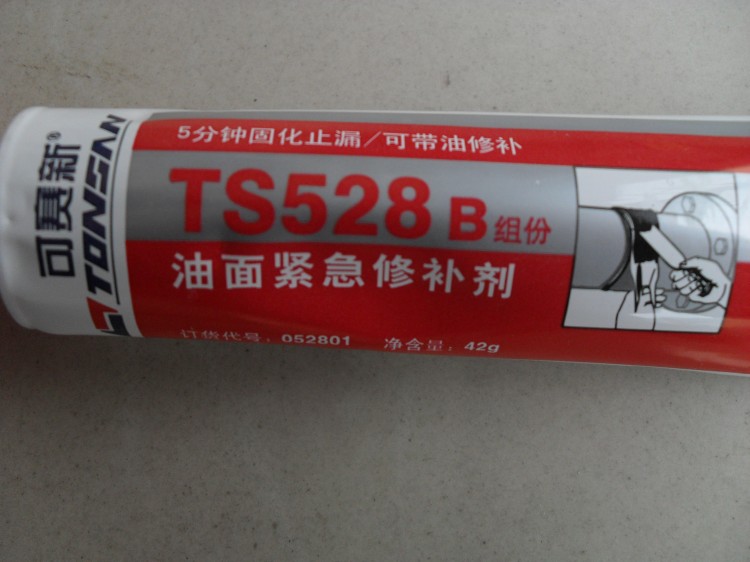 可赛新®
TONSAN
5分钟固化止漏/可带油修补
TS528 B 组份
油面紧急修补剂
订货代号：052801 净含量：42g